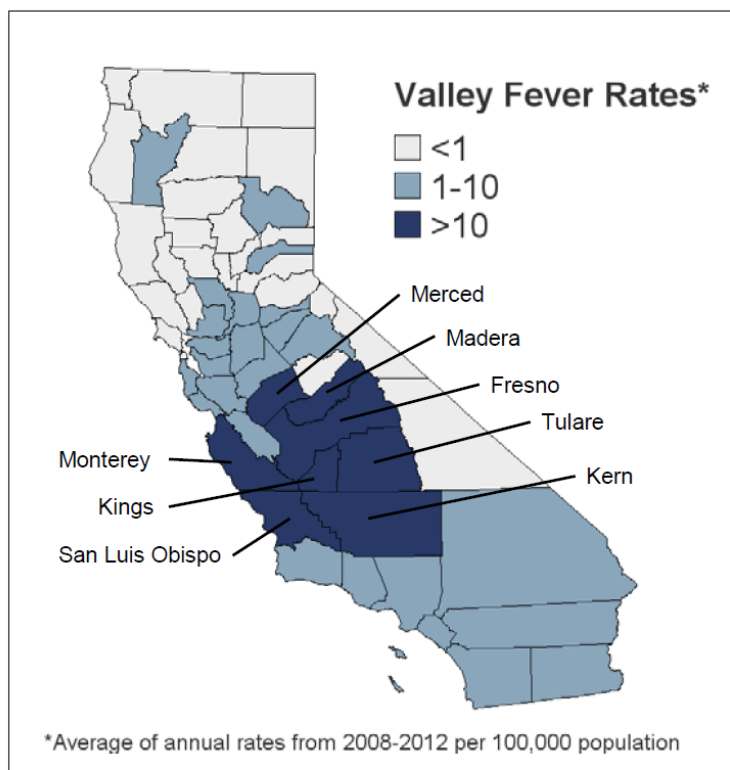 Valley Fever Rates*
<1
1-10
>10
Merced
Madera
Fresno
Tulare
Monterey
Kern
Kings
San Luis Obispo
*Average of annual rates from 2008-2012 per 100,000 population